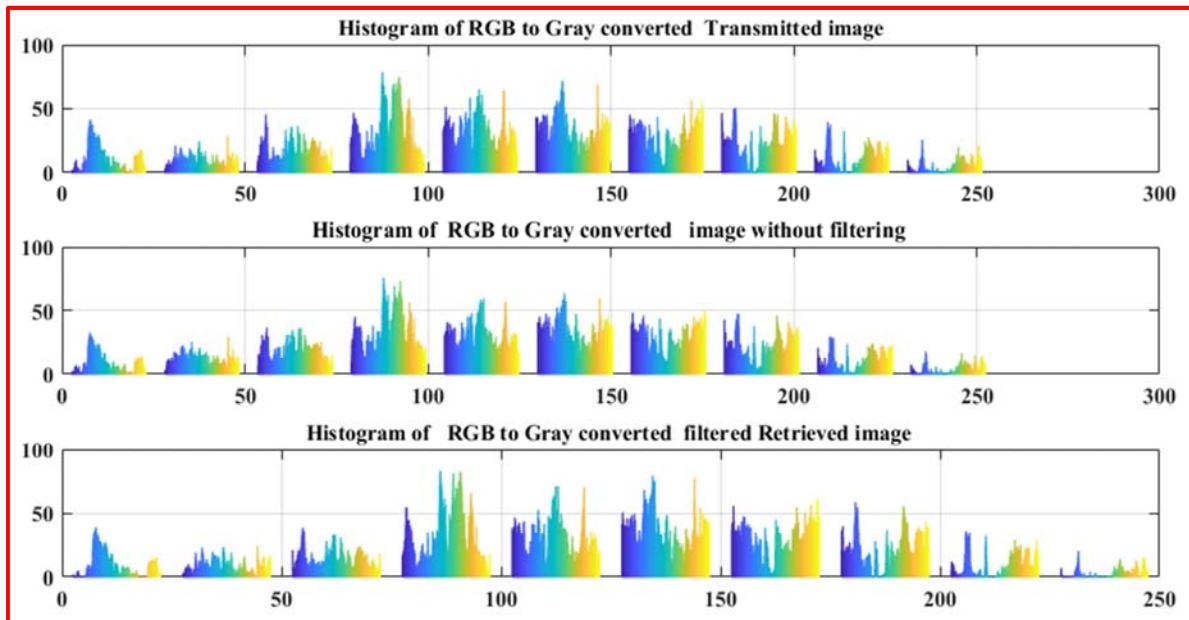 Histogram of RGB to Gray converted Transmitted image
100
50
0
0 50 100 150 200 250 300
Histogram of RGB to Gray converted image without filtering
100
50
0
0 50 100 150 200 250 300
Histogram of RGB to Gray converted filtered Retrieved image
100
50
0
0 50 100 150 200 250